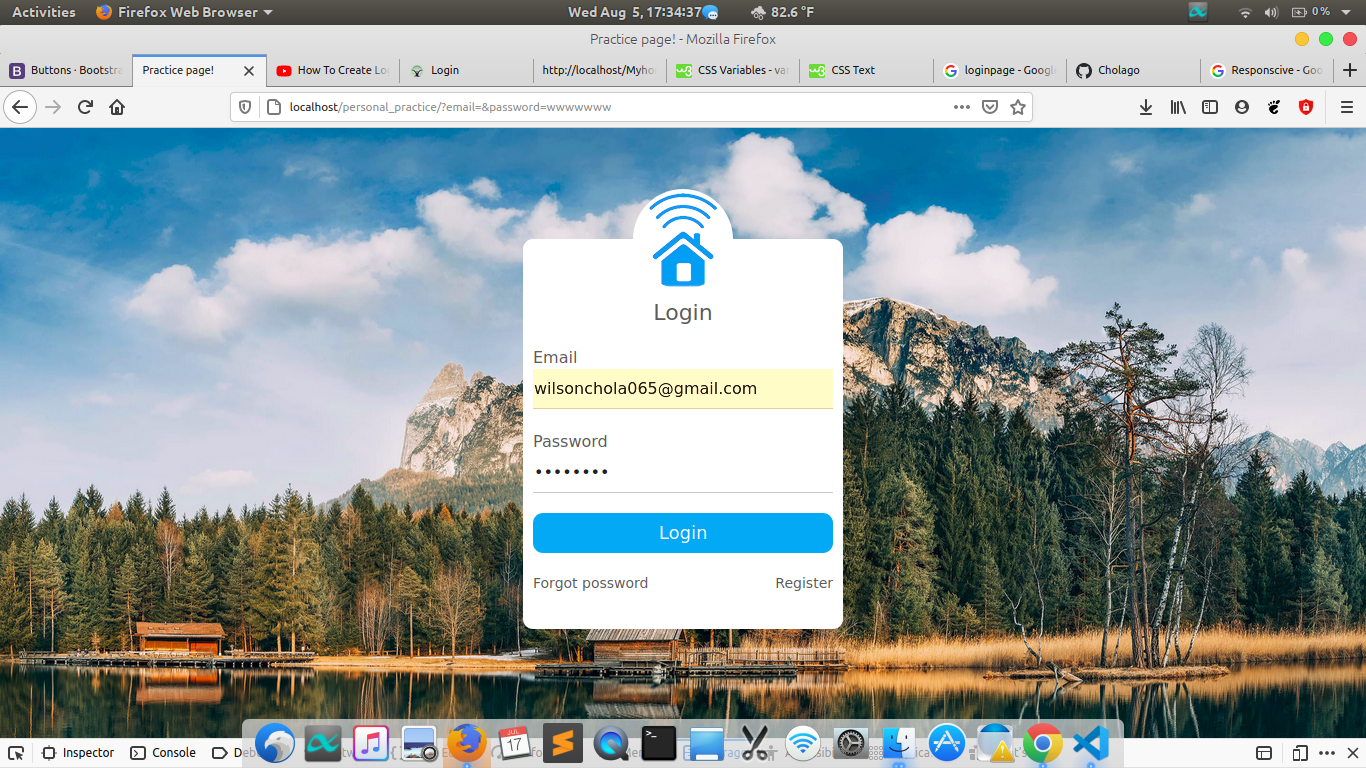 Activities Firefox Web Browser Wed Aug 5, 17:34:37 82.6 °F 0 %
Practice page! - Mozilla Firefox
Buttons · Bootstra Practice page! How To Create Lo Login http://localhost/Myho CSS Variables - var CSS Text loginpage - Google Cholago Responscive - Goo
localhost/personal_practice/?email=&password=wwwwwww
Login
Email
wilsonchola065@gmail.com
Password
Login
Forgot possword Register
JUL
17
Inspector Console